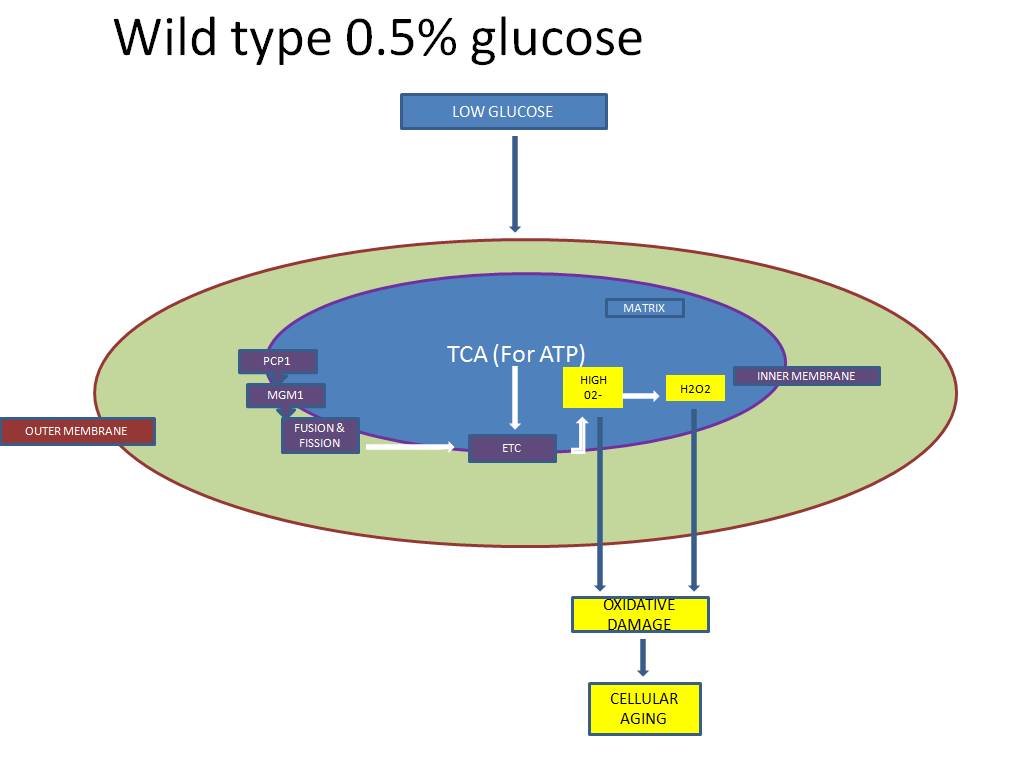 Wild type 0.5% glucose
LOW GLUCOSE
MATRIX
TCA (For ATP)
PCP1
MGM1
FUSION &
FISSION
OUTER MEMBRANE
ETC
HIGH
02-
H2O2
INNER MEMBRANE
OXIDATIVE
DAMAGE
CELLULAR
AGING